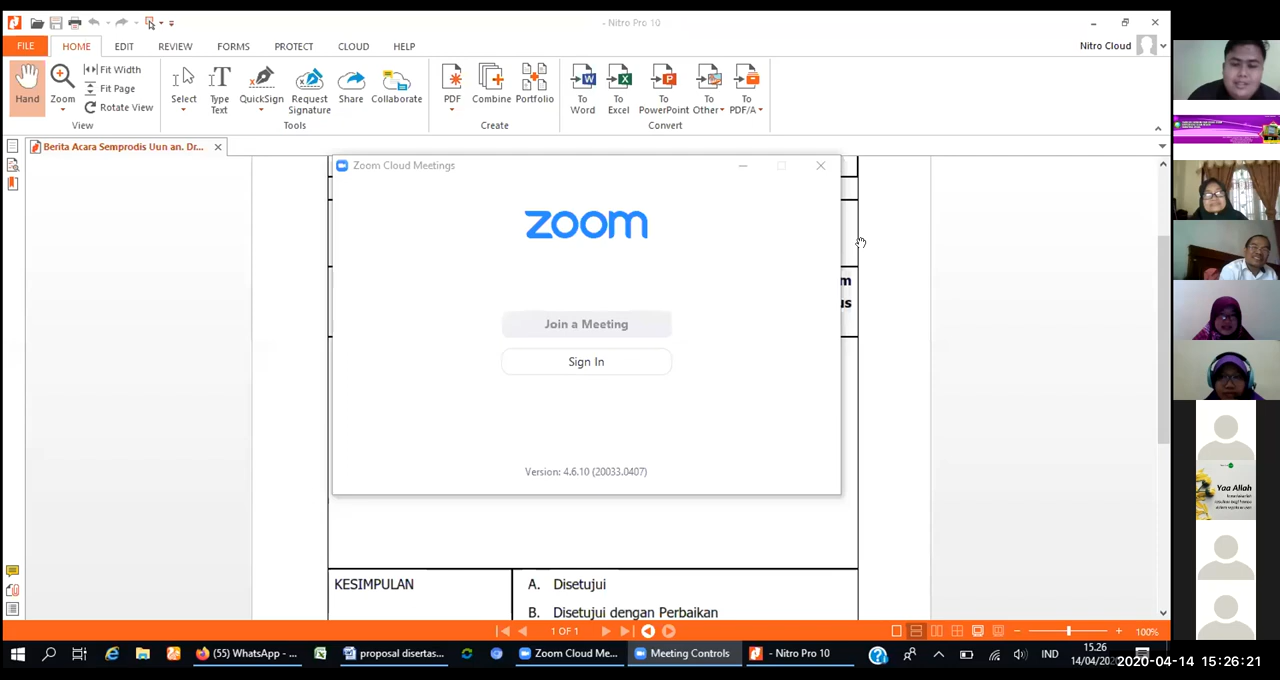 - Nitro Pro 10
FILE HOME EDIT REVIEW FORMS PROTECT CLOUD HELP Nitro Cloud
Fit Width
Fit Page
Rotate View
Hand Zoom Select Type Text QuickSign Request Signature Share Collaborate PDF Combine Portfolio To Word To Excel To PowerPoint To Other To PDF/A
View Tools Create Convert
Berita Acara Semprodis Uun an. Dr...
Zoom Cloud Meetings
zoom
m
us
Join a Meeting
Sign In
Version: 4.6.10 (20033.0407)
Yaa Allah
KESIMPULAN A. Disetujui
B. Disetujui dengan Perbaikan
1 OF 1 100%
(55) WhatsApp - ... proposal disertas... Zoom Cloud Me... Meeting Controls - Nitro Pro 10 IND 15.26
14/04/20
2020-04-14 15:26:21